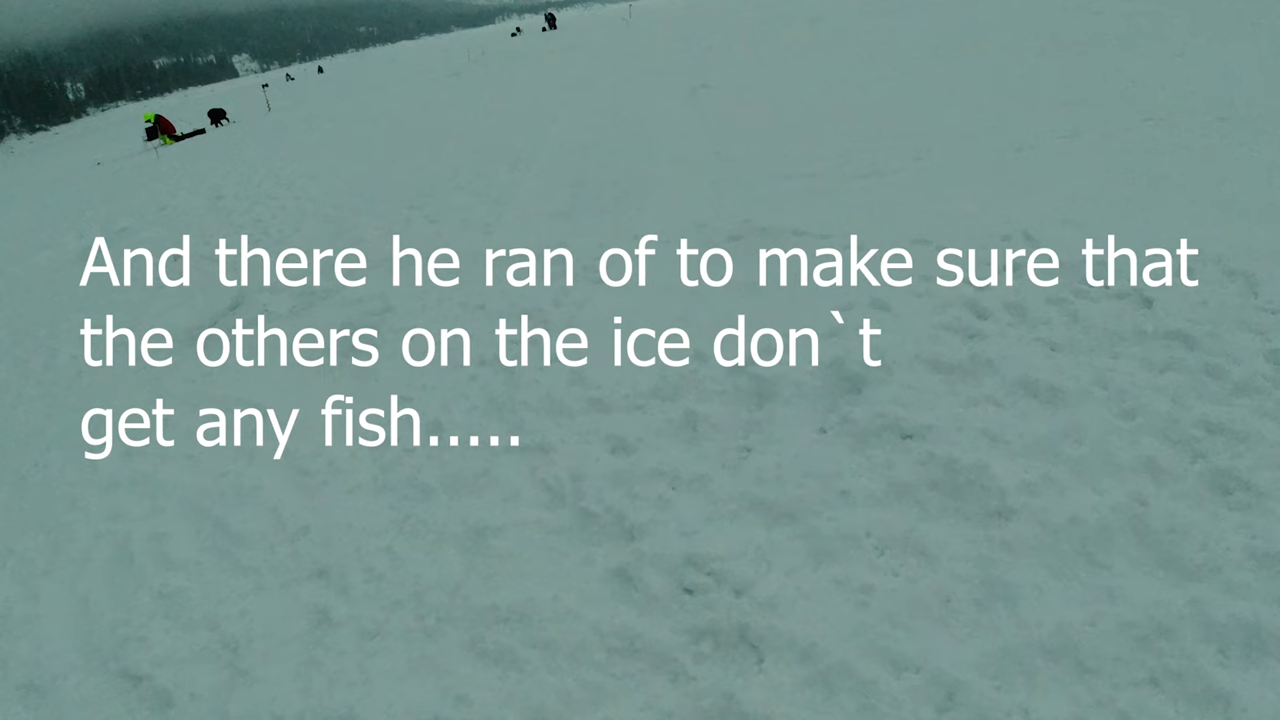 And there he ran of to make sure that
the others on the ice don`t
get any fish.....